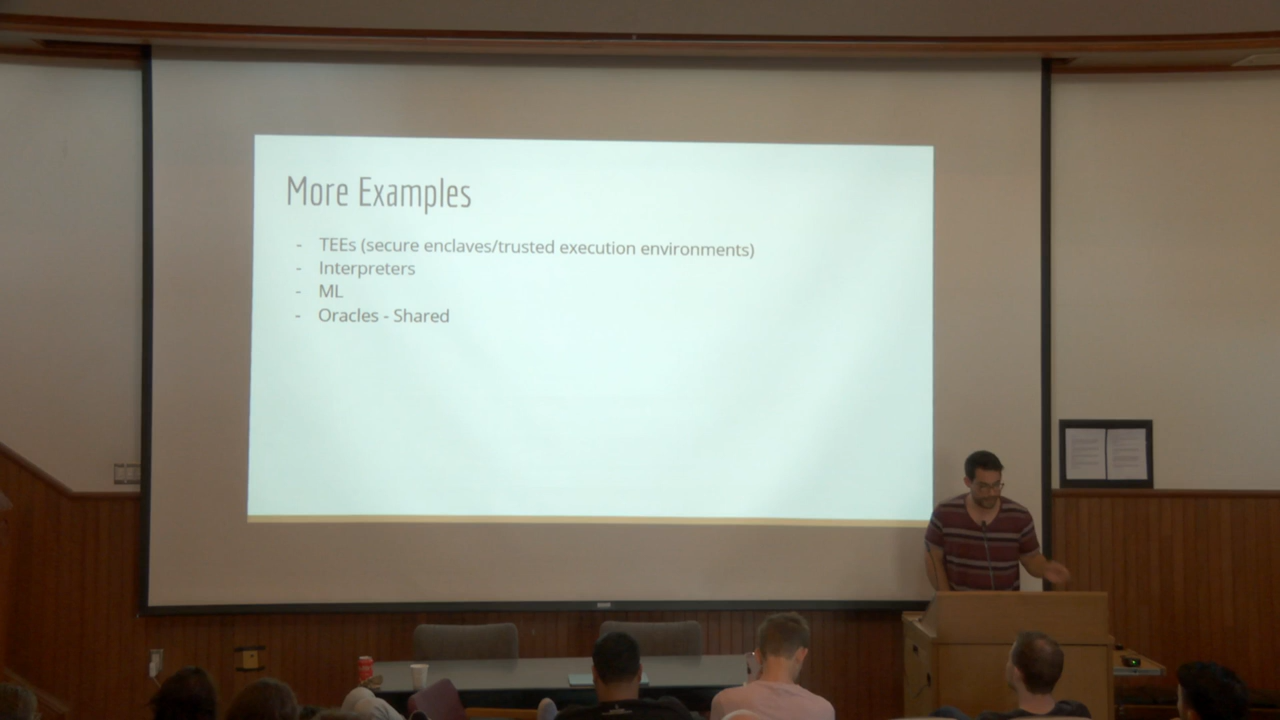 More Examples
- TEEs (secure enclaves/trusted execution environments)
- Interpreters
- ML
- Oracles - Shared